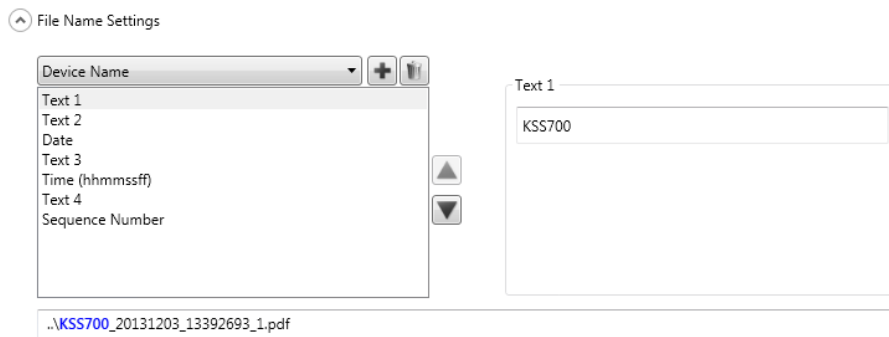 File Name Settings
Device Name
Text 1
Text 2
Date
Text 3
Time (hhmmssff)
Text 4
Sequence Number
Text 1
KSS700
..\KSS700_20131203_13392693_1.pdf